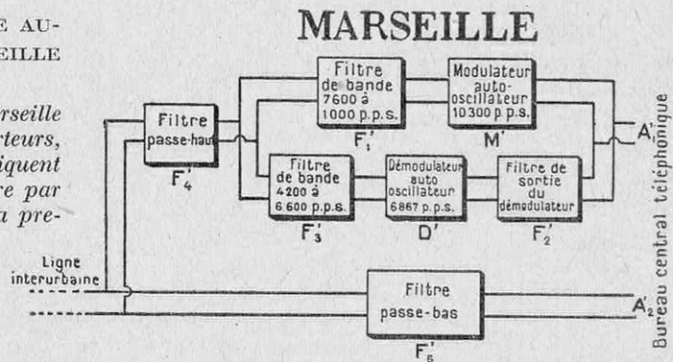 E AU-
EILLE
rseille
rteurs,
iquent
re par
a pre-
MARSEILLE
Filtre
de bande
7600 à
1000 p.p.s.
F'1
Modulateur
auto-
oscillateur
10300 p.p.s.
M'
Filtre
passe-haut
F'4
Filtre
de bande
4200 à
6600 p.p.s.
F'3
Démodulateur
auto
oscillateur
6867 p.p.s.
D'
Filtre de
sortie
du
démodulateur
F'2
A'1
Ligne
interurbaine
Filtre
passe-bas
F'5
A'2
Bureau central téléphonique